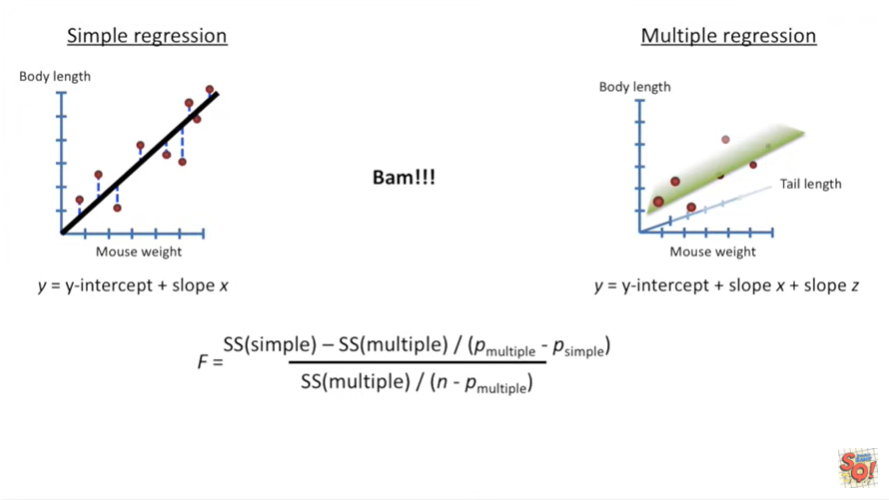 Simple regression
Multiple regression
Body length
Body length
Bam!!!
Tail length
Mouse weight
Mouse weight
y = y-intercept + slope x
y = y-intercept + slope x + slope z
F = SS(simple) – SS(multiple) / (pmultiple - psimple)
SS(multiple) / (n - pmultiple)
SQ!